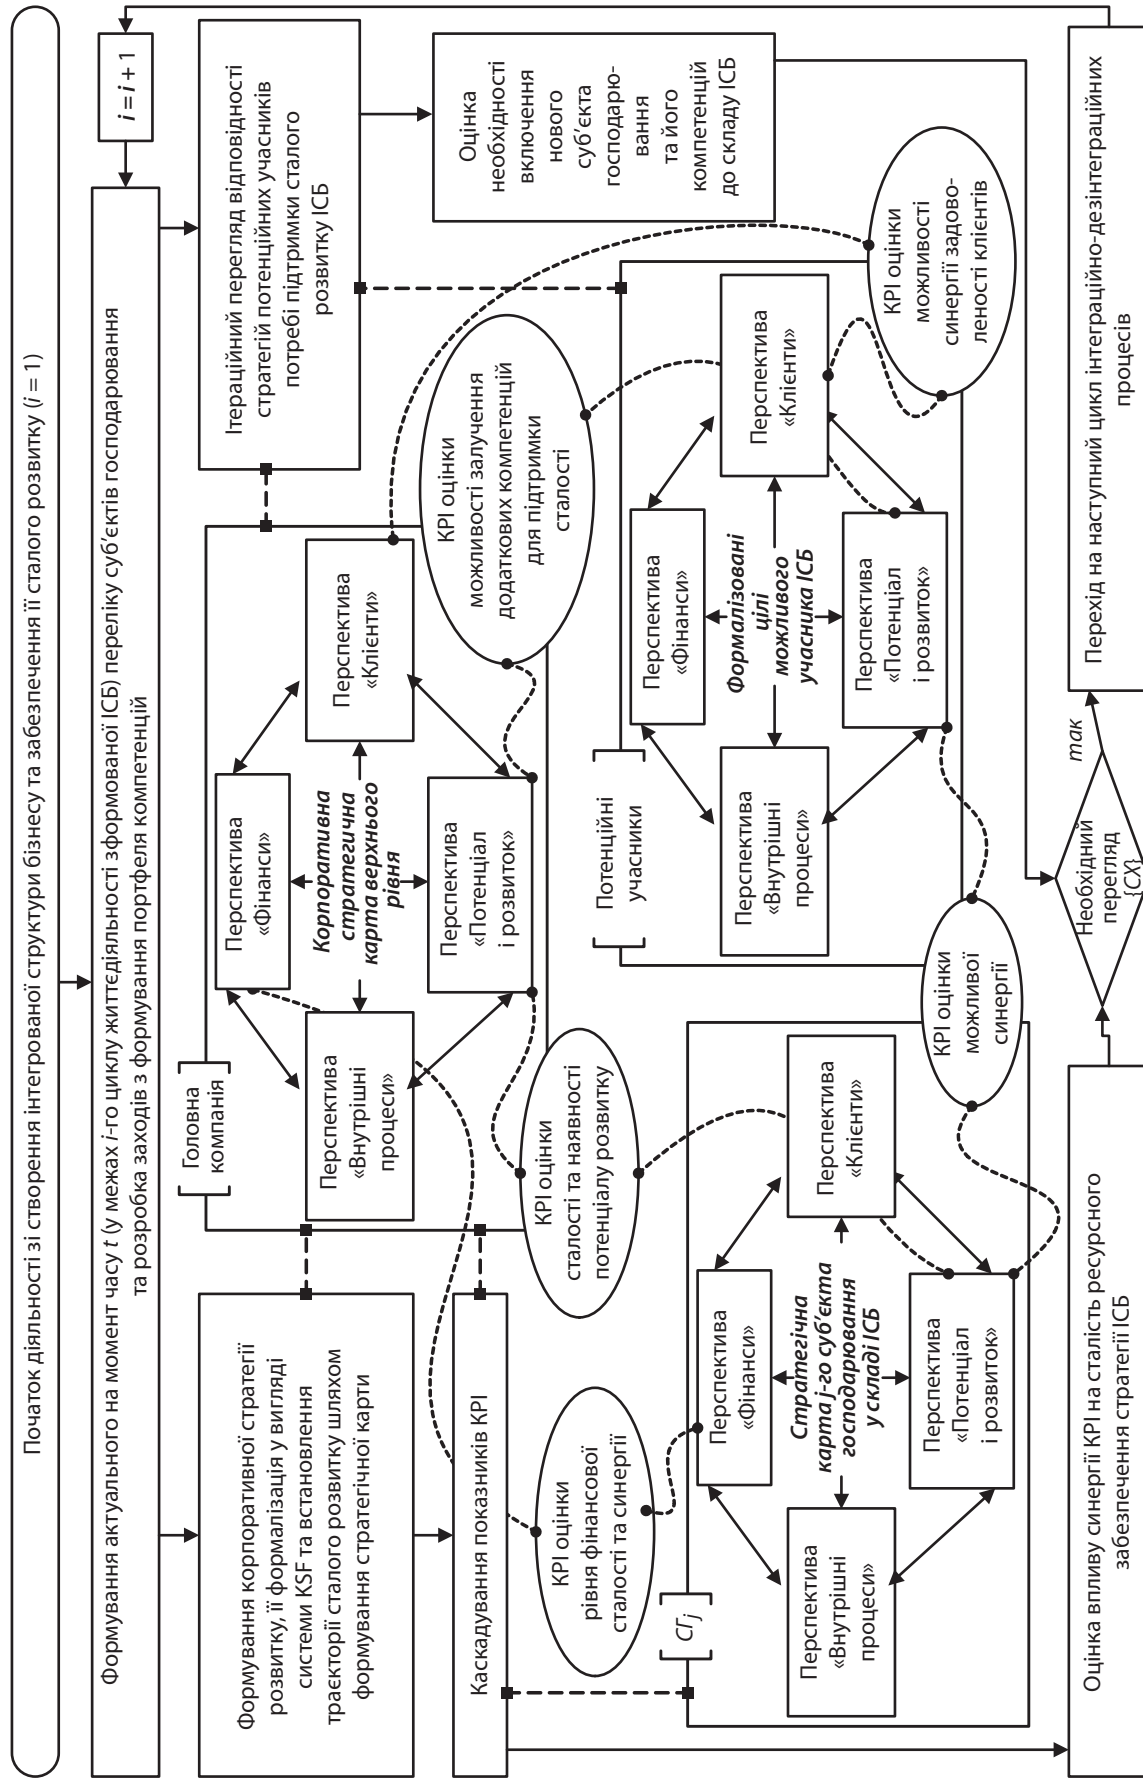 Початок діяльності зі створення інтегрованої структури бізнесу та забезпечення її сталого розвитку (i = 1)
Формування актуального на момент часу t (у межах i-го циклу життєдіяльності сформованої ІСБ) переліку суб’єктів господарювання
та розробка заходів з формування портфеля компетенцій
i = i + 1
Формування корпоративної стратегії
розвитку, її формалізація у вигляді
системи KSF та встановлення
траєкторії сталого розвитку шляхом
формування стратегічної карти
Ітераційний перегляд відповідності
стратегій потенційних учасників
потребі підтримки сталого
розвитку ІСБ
Головна
компанія
Перспектива
«Фінанси»
Перспектива
«Внутрішні
процеси»
Корпоративна
стратегічна
карта верхнього
рівня
Перспектива
«Клієнти»
Перспектива
«Потенціал
і розвиток»
Оцінка
необхідності
включення
нового
суб’єкта
господарю-
вання
та його
компетенцій
до складу ІСБ
Каскадування показників KPI
KPI оцінки
можливості залучення
додаткових компетенцій
для підтримки
сталості
KPI оцінки
сталості та наявності
потенціалу розвитку
KPI оцінки
рівня фінансової
сталості та синергії
Потенційні
учасники
Перспектива
«Фінанси»
Перспектива
«Внутрішні
процеси»
Формалізовані
цілі
можливого
учасника ІСБ
Перспектива
«Клієнти»
Перспектива
«Потенціал
і розвиток»
KPI оцінки
можливості
синергії задово-
леності клієнтів
СГj
Перспектива
«Фінанси»
Перспектива
«Внутрішні
процеси»
Стратегічна
карта j-го суб’єкта
господарювання
у складі ІСБ
Перспектива
«Клієнти»
Перспектива
«Потенціал
і розвиток»
KPI оцінки
можливої
синергії
Оцінка впливу синергії KPI на сталість ресурсного
забезпечення стратегії ІСБ
Необхідний
перегляд
{СХ}
так
Перехід на наступний цикл інтеграційно-дезінтеграційних
процесів